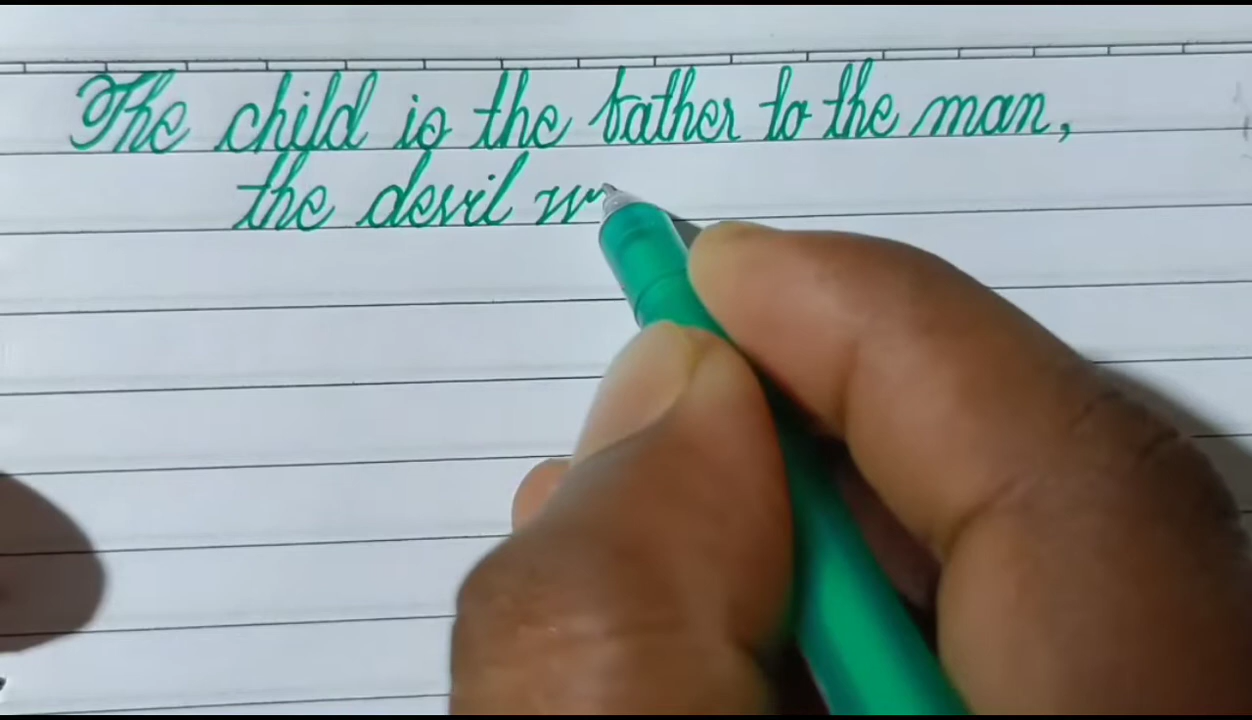 The child is the father to the man,
the devil